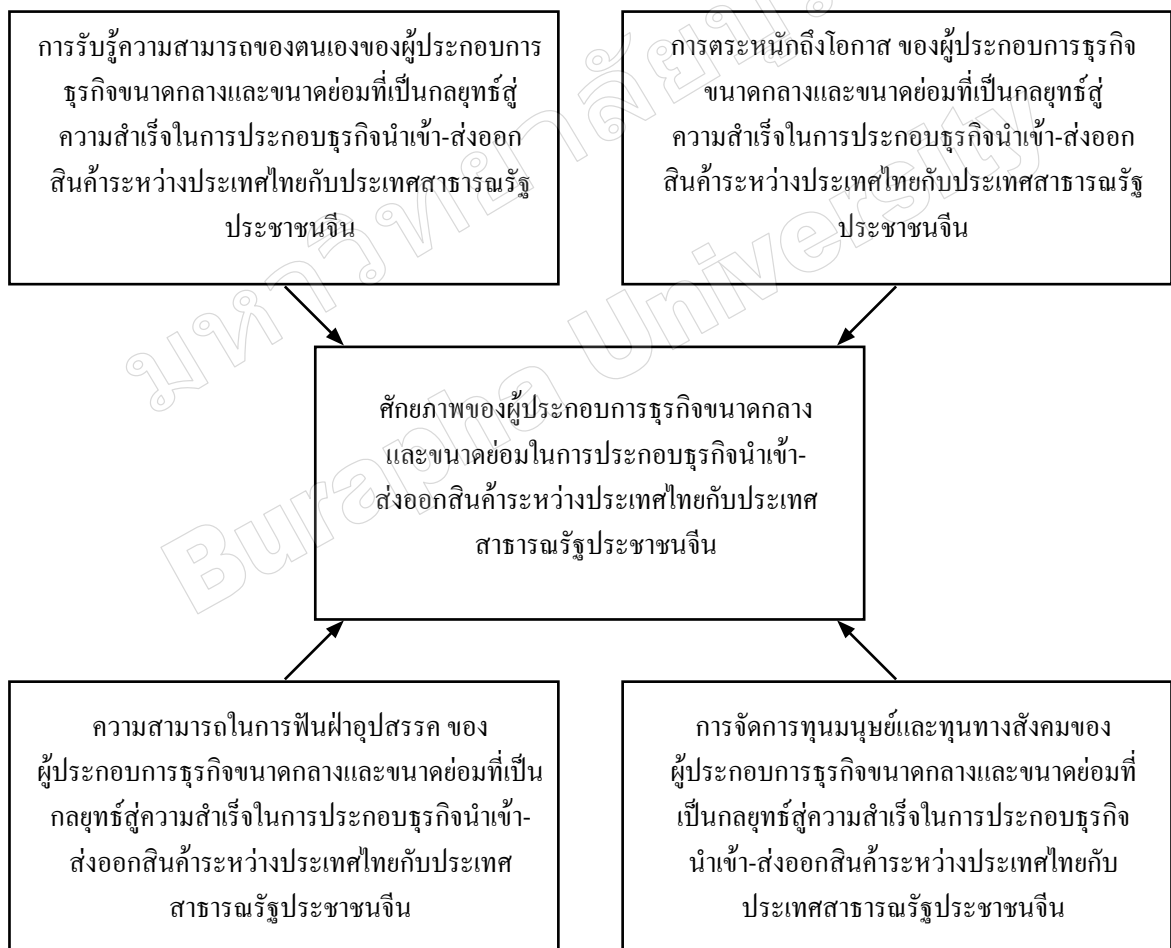 การรับรู้ความสามารถของตนเองของผู้ประกอบการ
ธุรกิจขนาดกลางและขนาดย่อมที่เป็นกลยุทธ์สู่
ความสำเร็จในการประกอบธุรกิจนำเข้า-ส่งออก
สินค้าระหว่างประเทศไทยกับประเทศสาธารณรัฐ
ประชาชนจีน
การตระหนักถึงโอกาส ของผู้ประกอบการธุรกิจ
ขนาดกลางและขนาดย่อมที่เป็นกลยุทธ์สู่
ความสำเร็จในการประกอบธุรกิจนำเข้า-ส่งออก
สินค้าระหว่างประเทศไทยกับประเทศสาธารณรัฐ
ประชาชนจีน
ศักยภาพของผู้ประกอบการธุรกิจขนาดกลาง
และขนาดย่อมในการประกอบธุรกิจนำเข้า-
ส่งออกสินค้าระหว่างประเทศไทยกับประเทศ
สาธารณรัฐประชาชนจีน
ความสามารถในการฟันฝ่าอุปสรรค ของ
ผู้ประกอบการธุรกิจขนาดกลางและขนาดย่อมที่เป็น
กลยุทธ์สู่ความสำเร็จในการประกอบธุรกิจนำเข้า-
ส่งออกสินค้าระหว่างประเทศไทยกับประเทศ
สาธารณรัฐประชาชนจีน
การจัดการทุนมนุษย์และทุนทางสังคมของ
ผู้ประกอบการธุรกิจขนาดกลางและขนาดย่อมที่
เป็นกลยุทธ์สู่ความสำเร็จในการประกอบธุรกิจ
นำเข้า-ส่งออกสินค้าระหว่างประเทศไทยกับ
ประเทศสาธารณรัฐประชาชนจีน
Burapha University